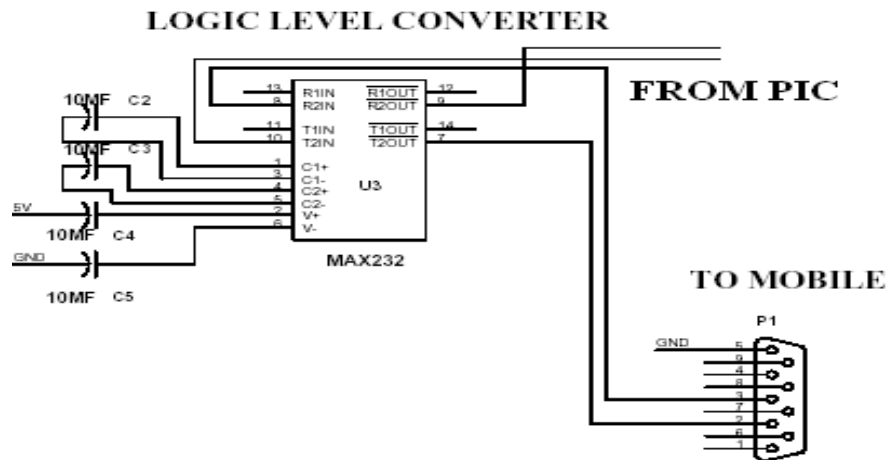 LOGIC LEVEL CONVERTER
FROM PIC
10MF C2
10MF C3
5V
10MF C4
GND
10MF C5
13 R1IN R1OUT 12
8 R2IN R2OUT 9
11 T1IN T1OUT 14
10 T2IN T2OUT 7
1 C1+
3 C1-
4 C2+
5 C2-
2 V+
6 V-
U3
MAX232
TO MOBILE
P1
GND 5
9
4
8
3
7
2
6
1